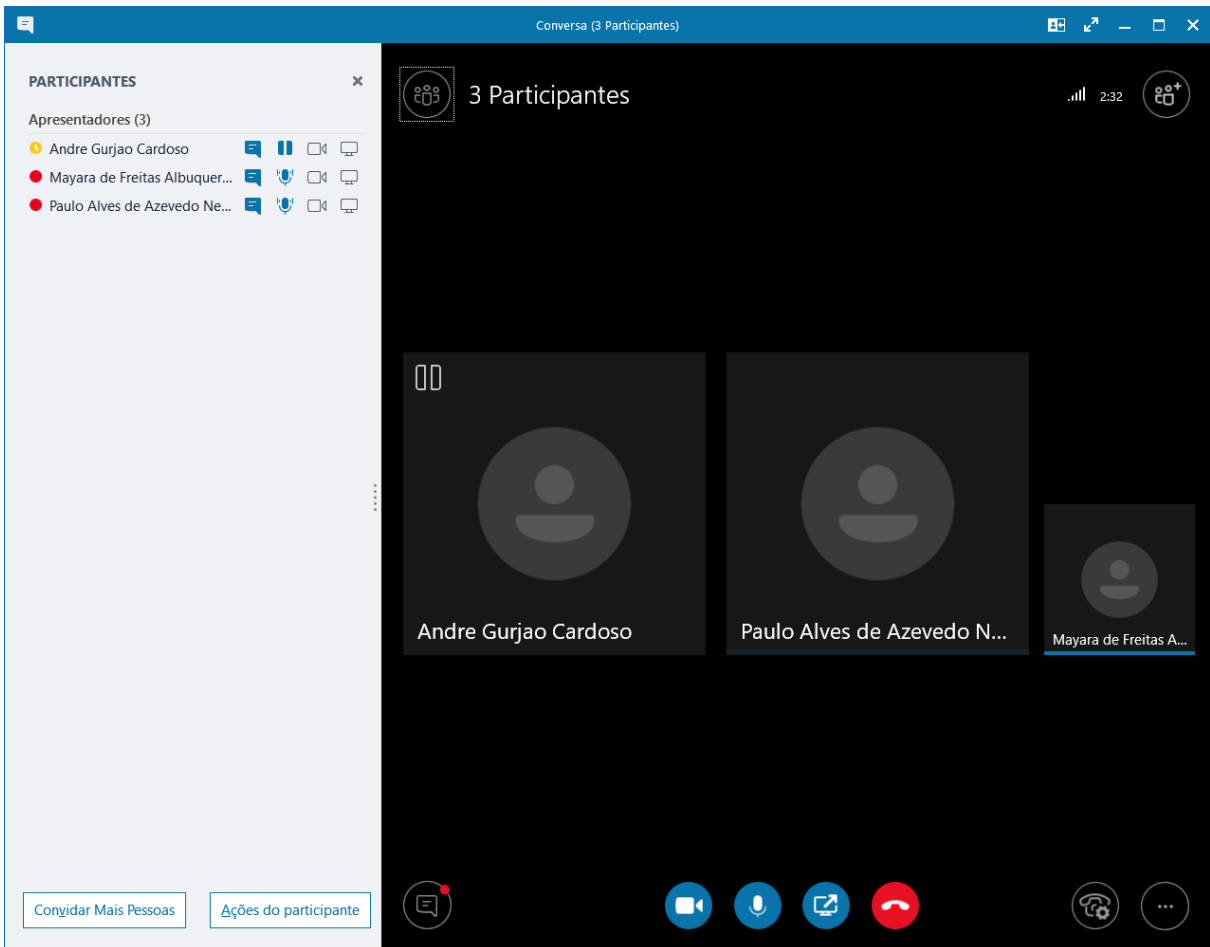 Conversa (3 Participantes)
PARTICIPANTES
Apresentadores (3)
Andre Gurjao Cardoso
Mayara de Freitas Albuquer...
Paulo Alves de Azevedo Ne...
Convidar Mais Pessoas
Ações do participante
3 Participantes
2:32
Andre Gurjao Cardoso
Paulo Alves de Azevedo N...
Mayara de Freitas A...